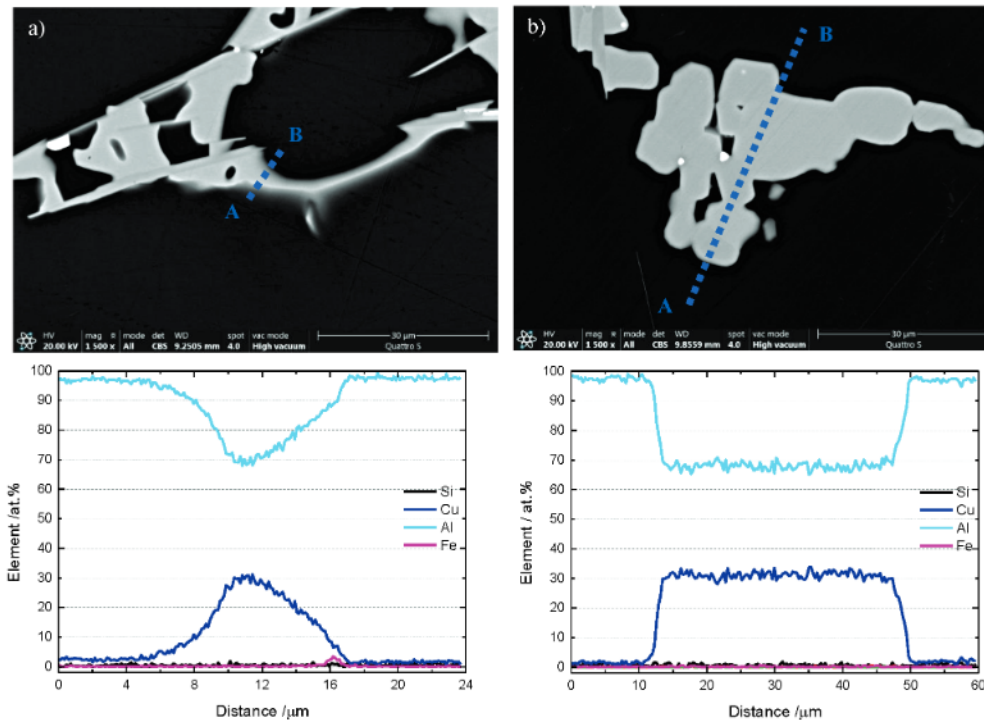 a)
B
A
HV mag ※ mode det WD spot vac mode 30 µm
20.00 kV 1 500 x All CBS 9.2505 mm 4.0 High vacuum Quattro S
b)
B
A
HV mag ※ mode det WD spot vac mode 30 µm
20.00 kV 1 500 x All CBS 9.8559 mm 4.0 High vacuum Quattro S
100
90
80
70
60
50
40
30
20
10
0
Element /at.%
Si
Cu
Al
Fe
0 4 8 12 16 20 24
Distance /µm
100
90
80
70
60
50
40
30
20
10
0
Element / at.%
Si
Cu
Al
Fe
0 10 20 30 40 50 60
Distance /µm